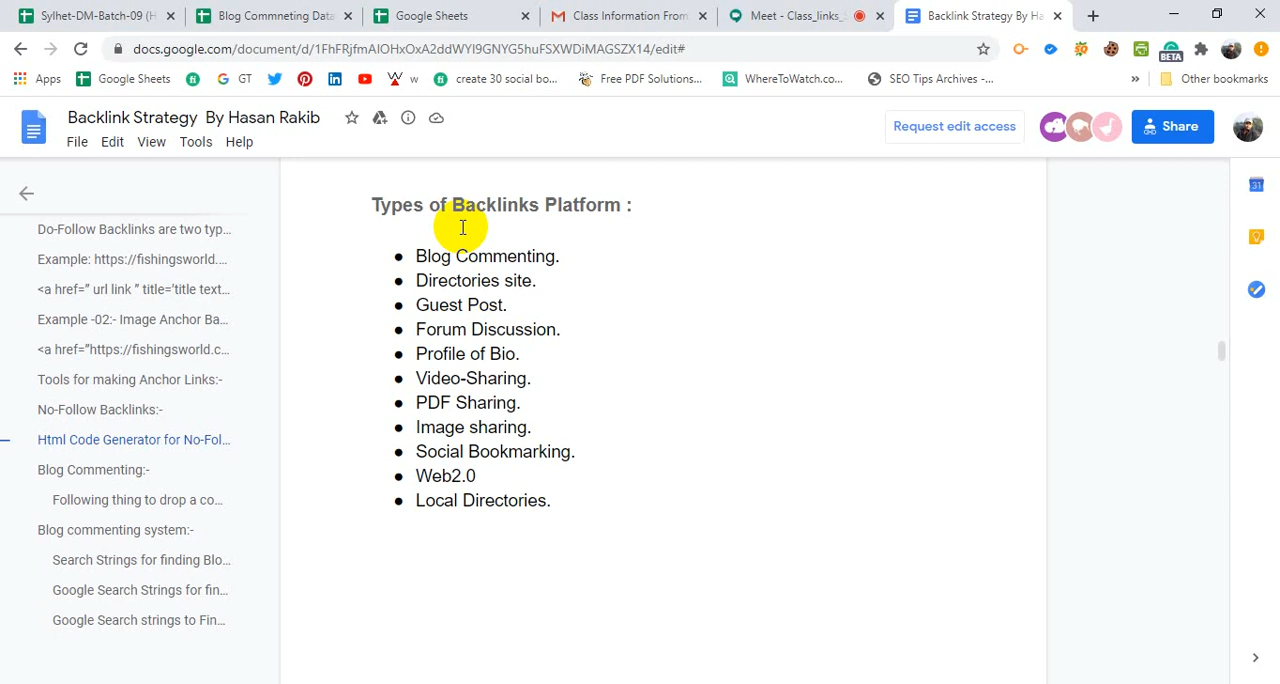 Sylhet-DM-Batch-09 (H
Blog Commneting Data
Google Sheets
Class Information From
Meet - Class_links_
Backlink Strategy By Ha
docs.google.com/document/d/1FhFRjfmAIOHxOxA2ddWYI9GNYG5huFSXWDiMAGSZX14/edit#
BETA
Apps
Google Sheets
GT
w
create 30 social bo...
Free PDF Solutions...
WhereToWatch.co...
SEO Tips Archives -...
»
Other bookmarks
Backlink Strategy By Hasan Rakib
File Edit View Tools Help
Request edit access
Share
Do-Follow Backlinks are two typ...
Example: https://fishingsworld....
<a href=” url link ” title=’title text...
Example -02:- Image Anchor Ba...
<a href=”https://fishingsworld.c...
Tools for making Anchor Links:-
No-Follow Backlinks:-
Html Code Generator for No-Fol...
Blog Commenting:-
Following thing to drop a co...
Blog commenting system:-
Search Strings for finding Blo...
Google Search Strings for fin...
Google Search strings to Fin...
Types of Backlinks Platform :
● Blog Commenting.
● Directories site.
● Guest Post.
● Forum Discussion.
● Profile of Bio.
● Video-Sharing.
● PDF Sharing.
● Image sharing.
● Social Bookmarking.
● Web2.0
● Local Directories.
31